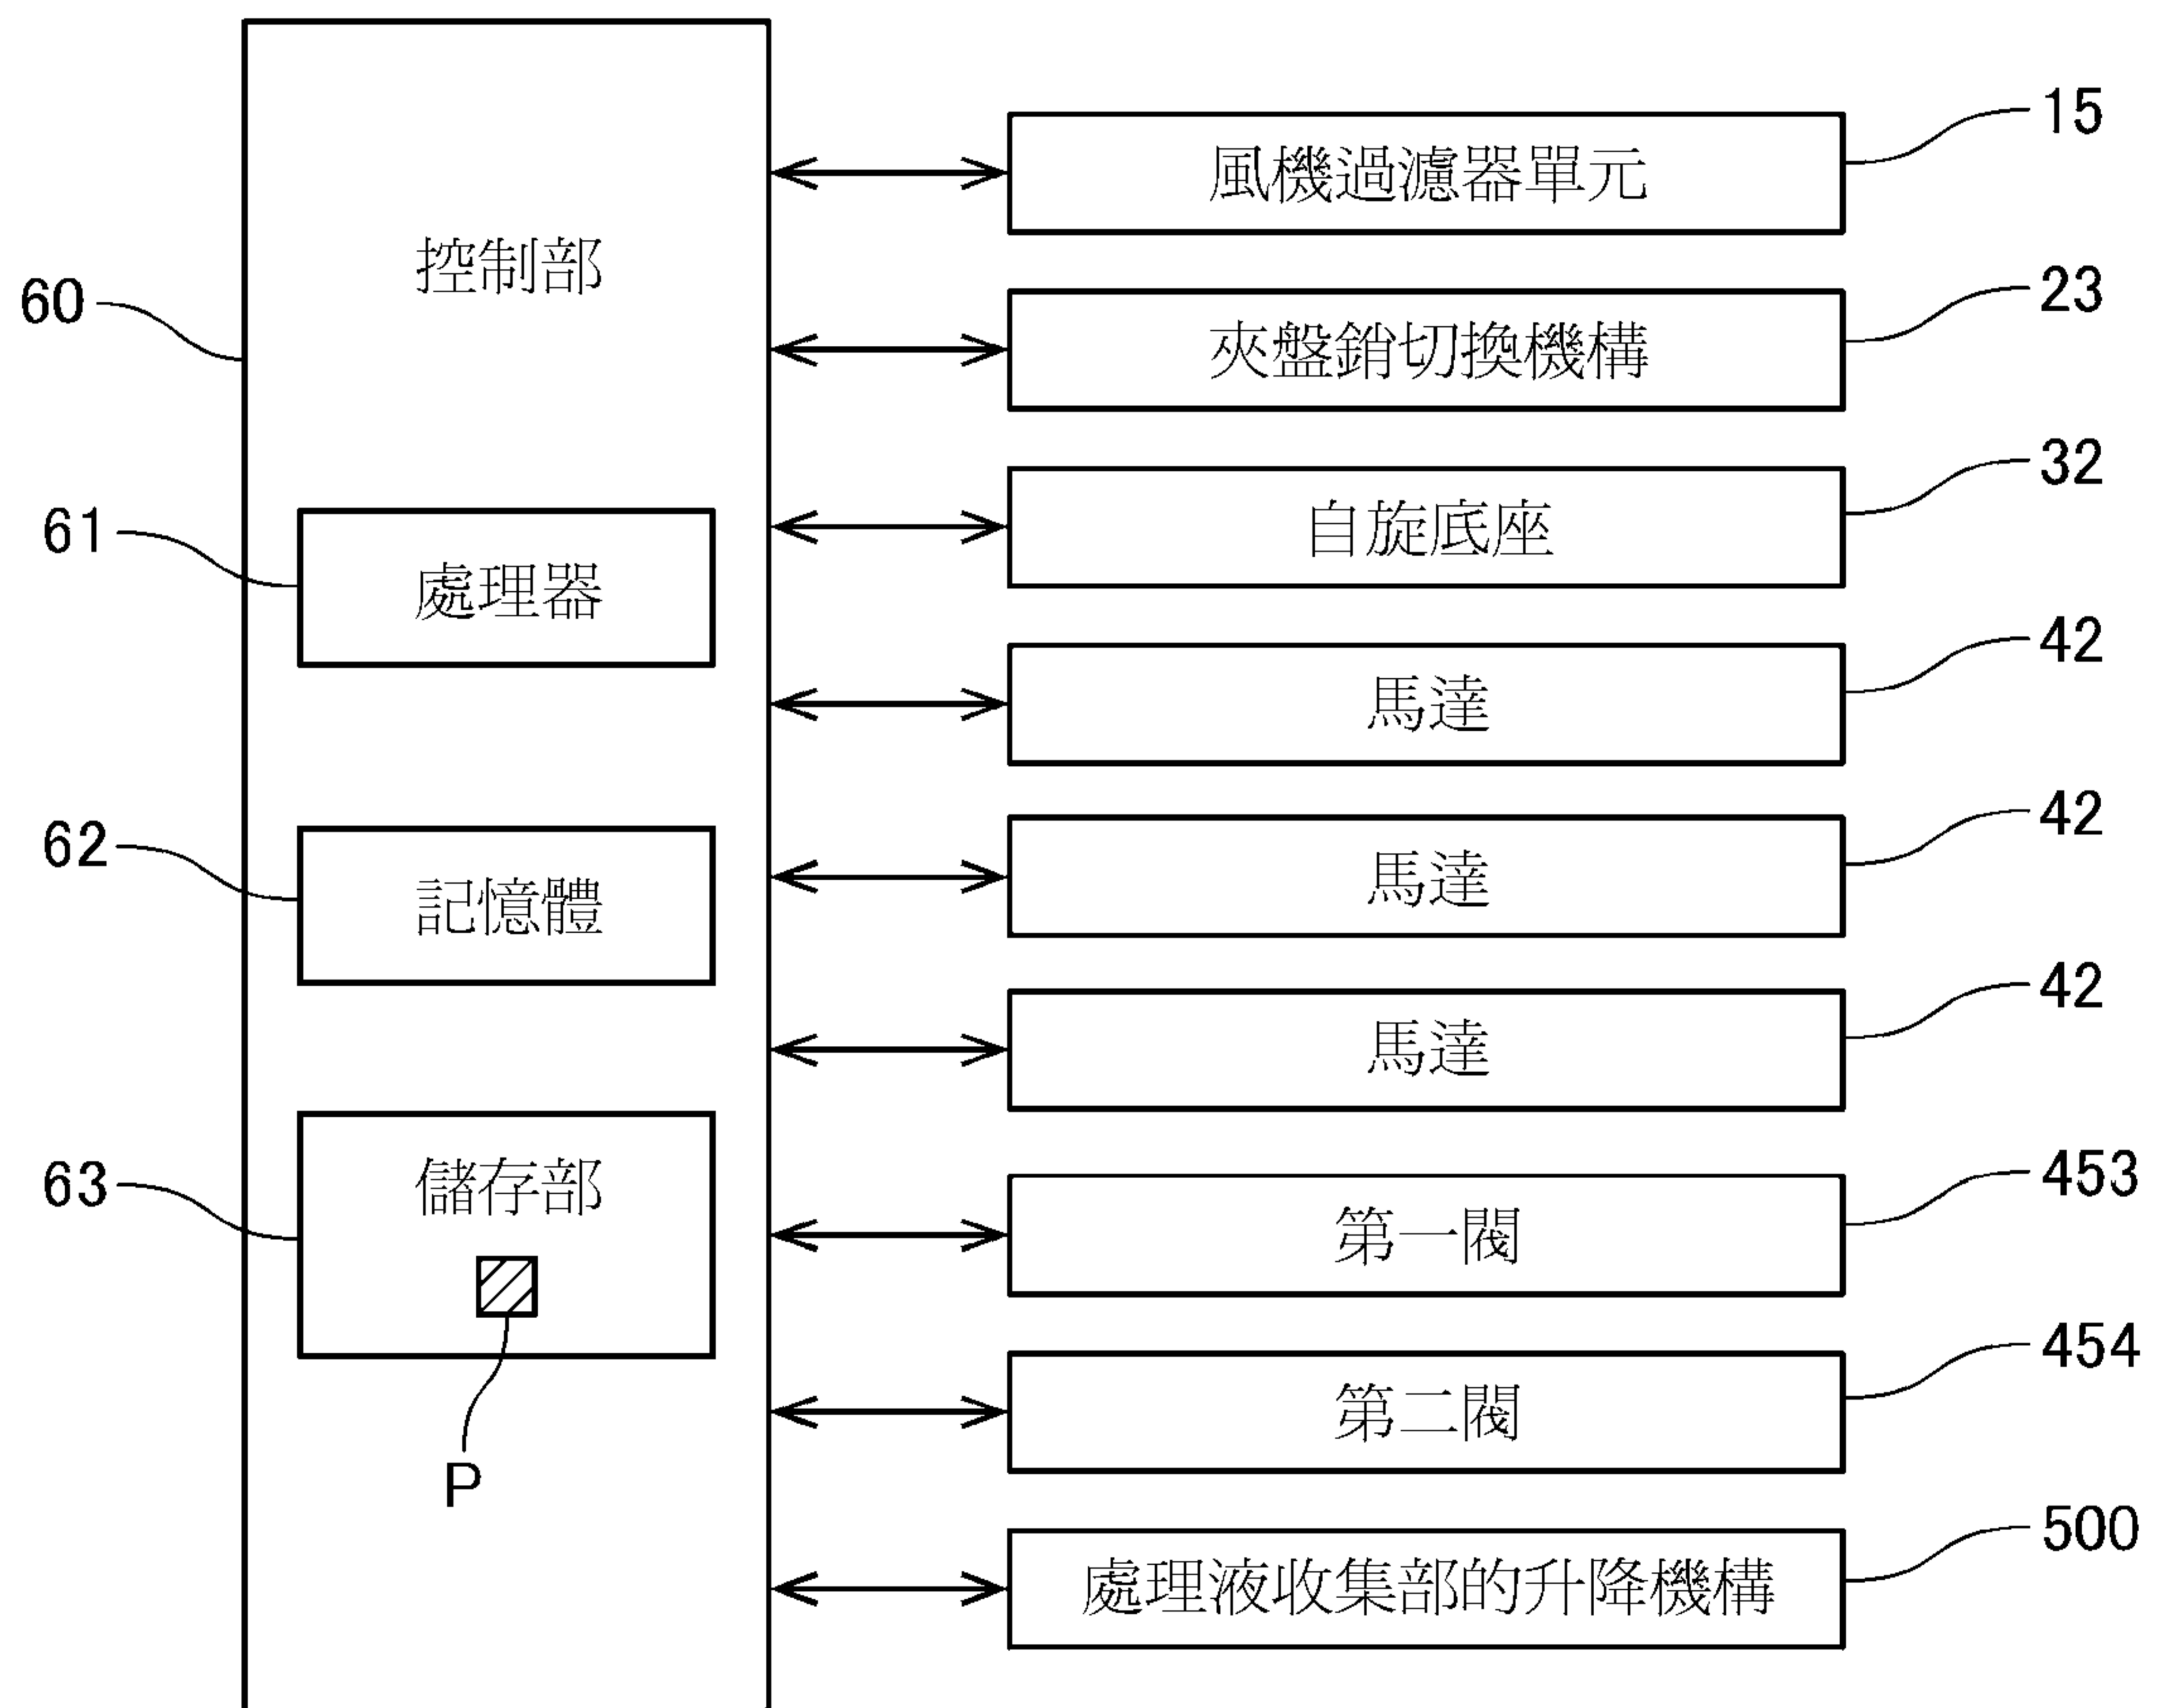 60
控制部
61
處理器
62
記憶體
63
儲存部
P
風機過濾器單元
15
夾盤銷切換機構
23
自旋底座
32
馬達
42
馬達
42
馬達
42
第一閥
453
第二閥
454
處理液收集部的升降機構
500